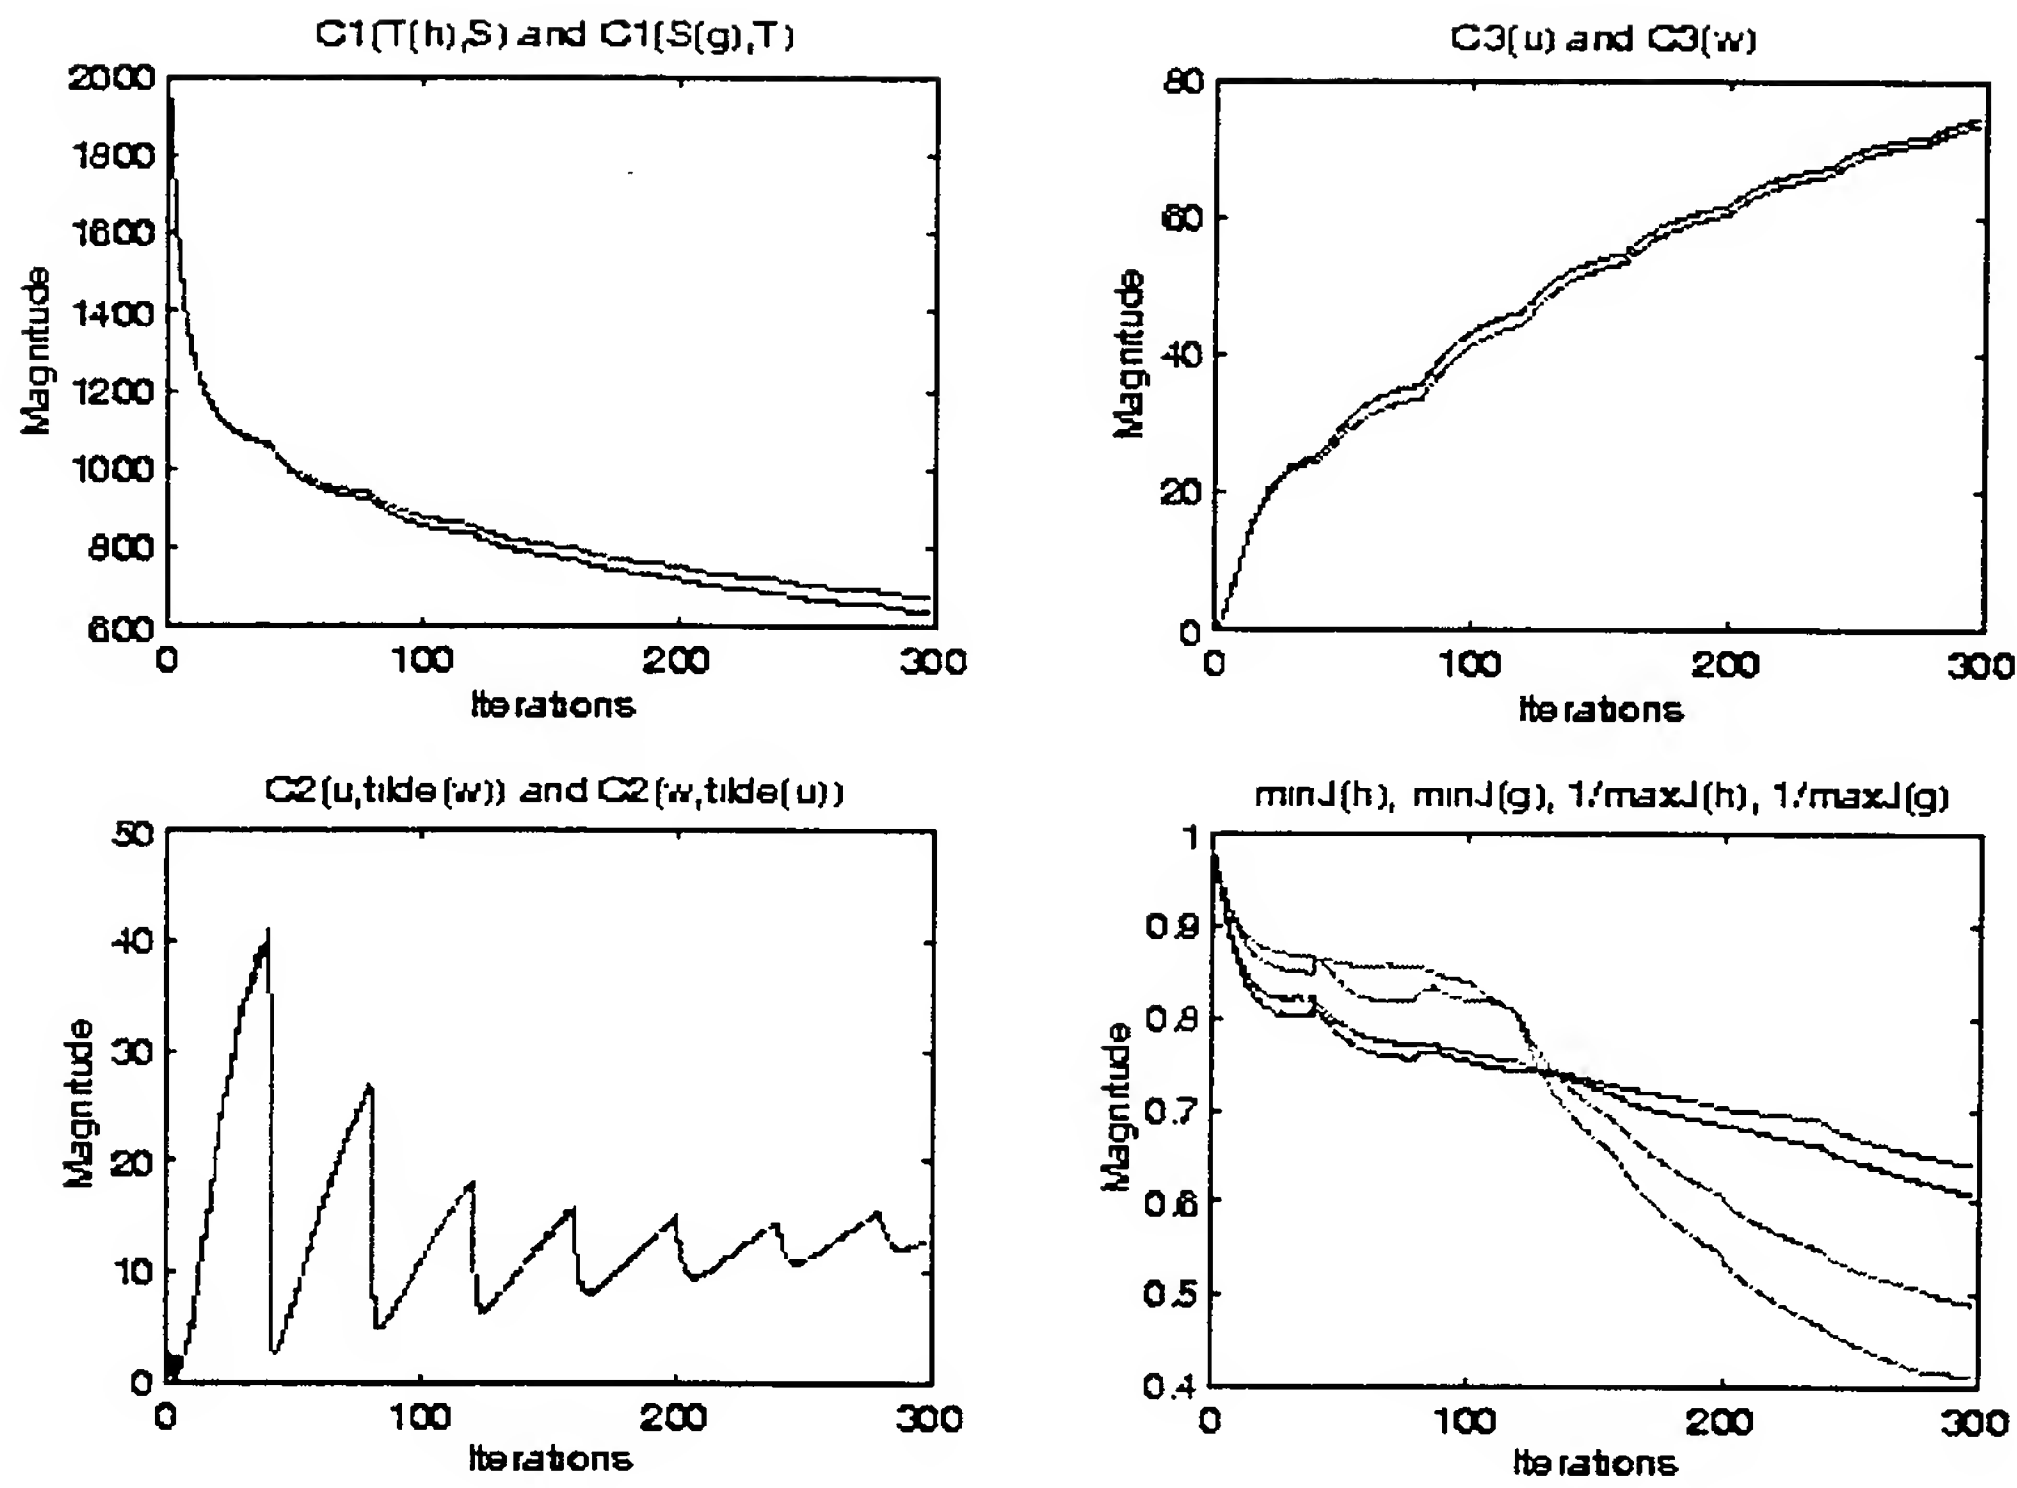 C1(T(h),S) and C1(S(g),T)
2000
1800
1600
1400
1200
1000
800
600
Magnitude
0 100 200 300
Iterations
C3(u) and C3(w)
80
60
40
20
0
Magnitude
0 100 200 300
Iterations
C2(u,tilde(w)) and C2(w,tilde(u))
50
40
30
20
10
0
Magnitude
0 100 200 300
Iterations
minJ(h), minJ(g), 1/maxJ(h), 1/maxJ(g)
1
0.9
0.8
0.7
0.6
0.5
0.4
Magnitude
0 100 200 300
Iterations